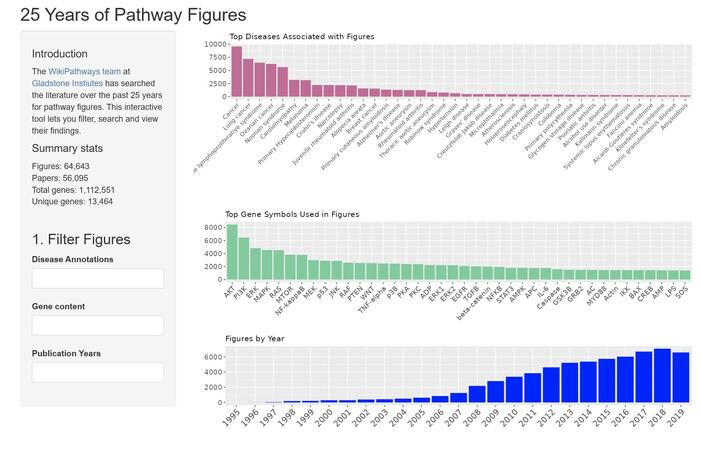 25 Years of Pathway Figures
Introduction
The WikiPathways team at
Gladstone Instiutes has searched
the literature over the past 25 years
for pathway figures. This interactive
tool lets you filter, search and view
their findings.
Summary stats
Figures: 64,643
Papers: 56,095
Total genes: 1,112,551
Unique genes: 13,464
1. Filter Figures
Disease Annotations
Gene content
Publication Years
Top Diseases Associated with Figures
10000
7500
5000
2500
0
Cancer
Lung cancer
e lymphoproliferative syndrome
Ovarian cancer
Noonan syndrome
Cardiomyopathy
Melanoma
Primary Hyperaldosteronism
Crohn's disease
Narcolepsy
Juvenile rheumatoid arthritis
Alopecia areata
Breast cancer
Primary cutaneous amyloidosis
Alzheimer's disease
Aortic aneurysm
Rheumatoid arthritis
Thoracic aortic aneurysm
Robinow syndrome
Hypertension
Leigh disease
Graves' disease
Creutzfeldt-Jakob disease
Microphthalmia
Atherosclerosis
Holoprosencephaly
Diabetes mellitus
Craniosynostosis
Coloboma
Primary polycythemia
Glycogen storage disease
Psoriatic arthritis
Alcohol use disorder
Kallmann syndrome
Systemic lupus erythematosus
Fanconi anemia
Aicardi-Goutieres syndrome
Klinefelter's syndrome
Chronic granulomatous disease
Amyloidosis
Top Gene Symbols Used in Figures
8000
6000
4000
2000
0
AKT
PI3K
ERK
MAPK
RAS
MTOR
NF-kappaB
MEK
p53
JNK
RAF
PTEN
WNT
TNF-alpha
p38
PKA
PKC
ADP
ERK1
ERK2
EGFR
TGFB
beta-catenin
NFKB
STAT3
AMPK
APC
IL-6
Caspase
GSK3B
GRB2
AC
MYD88
Actin
IKK
BAX
CREB
AMP
LPS
SOS
Figures by Year
6000
4000
2000
0
1995
1996
1997
1998
1999
2000
2001
2002
2003
2004
2005
2006
2007
2008
2009
2010
2011
2012
2013
2014
2015
2016
2017
2018
2019